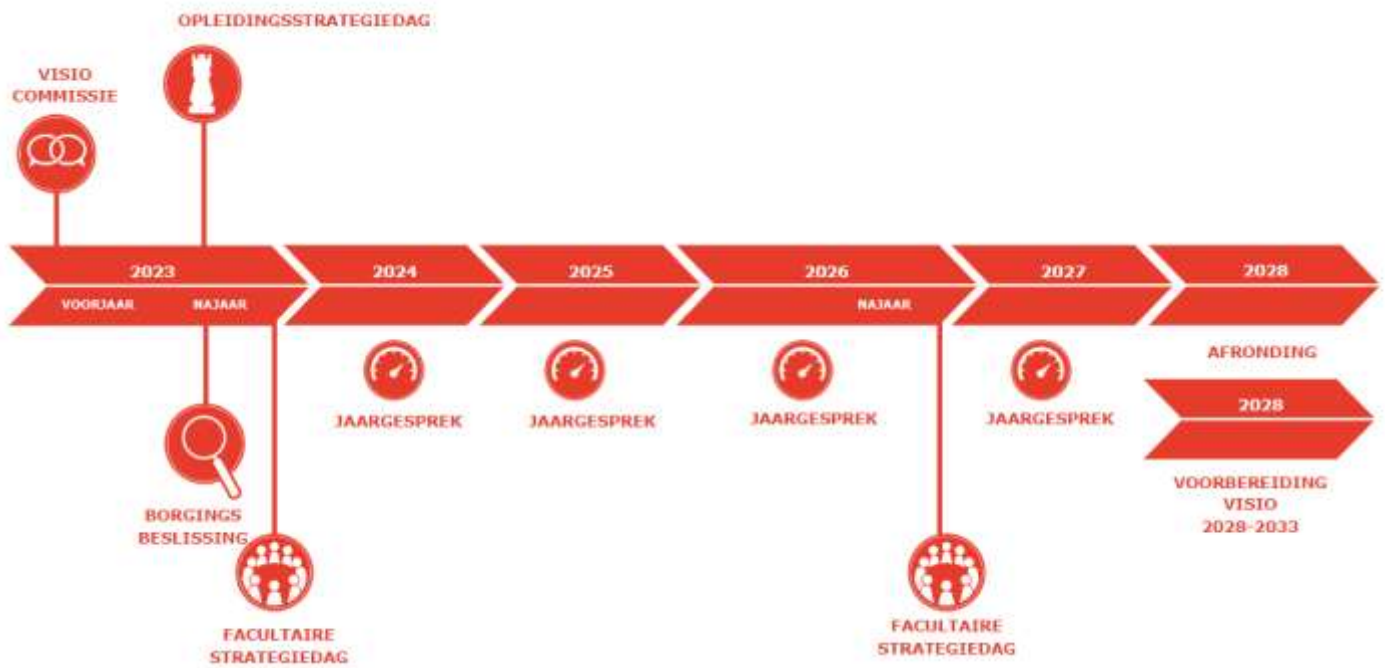 OPLEIDINGSSTRATEGIEDAG
VISIO
COMMISSIE
2023
2024
2025
2026
2027
2028
VOORJAAR
NAJAAR
NAJAAR
AFRONDING
JAARGESPREK
JAARGESPREK
JAARGESPREK
JAARGESPREK
2028
VOORBEREIDING
VISIO
2028-2033
BORGINGS
BESLISSING
FACULTAIRE
STRATEGIEDAG
FACULTAIRE
STRATEGIEDAG